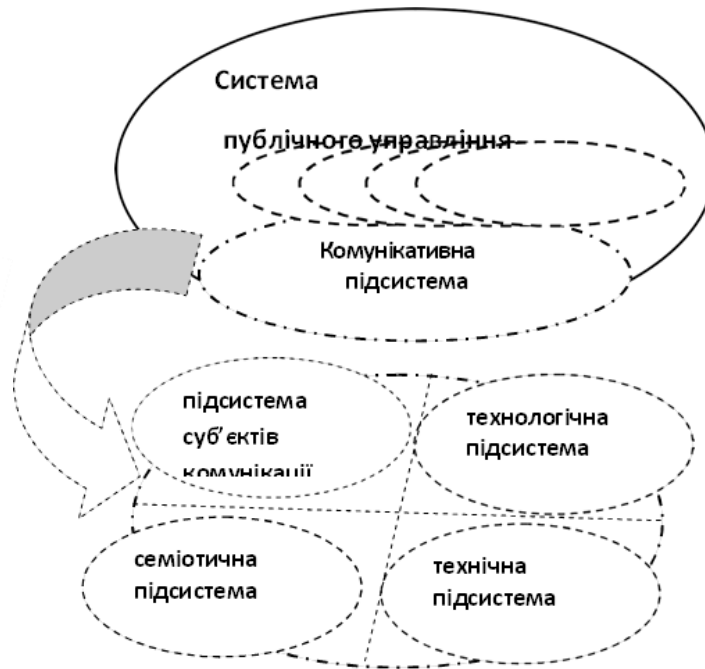 Система
публічного управління
Комунікативна
підсистема
підсистема
суб’єктів
комунікації
технологічна
підсистема
семіотична
підсистема
технічна
підсистема